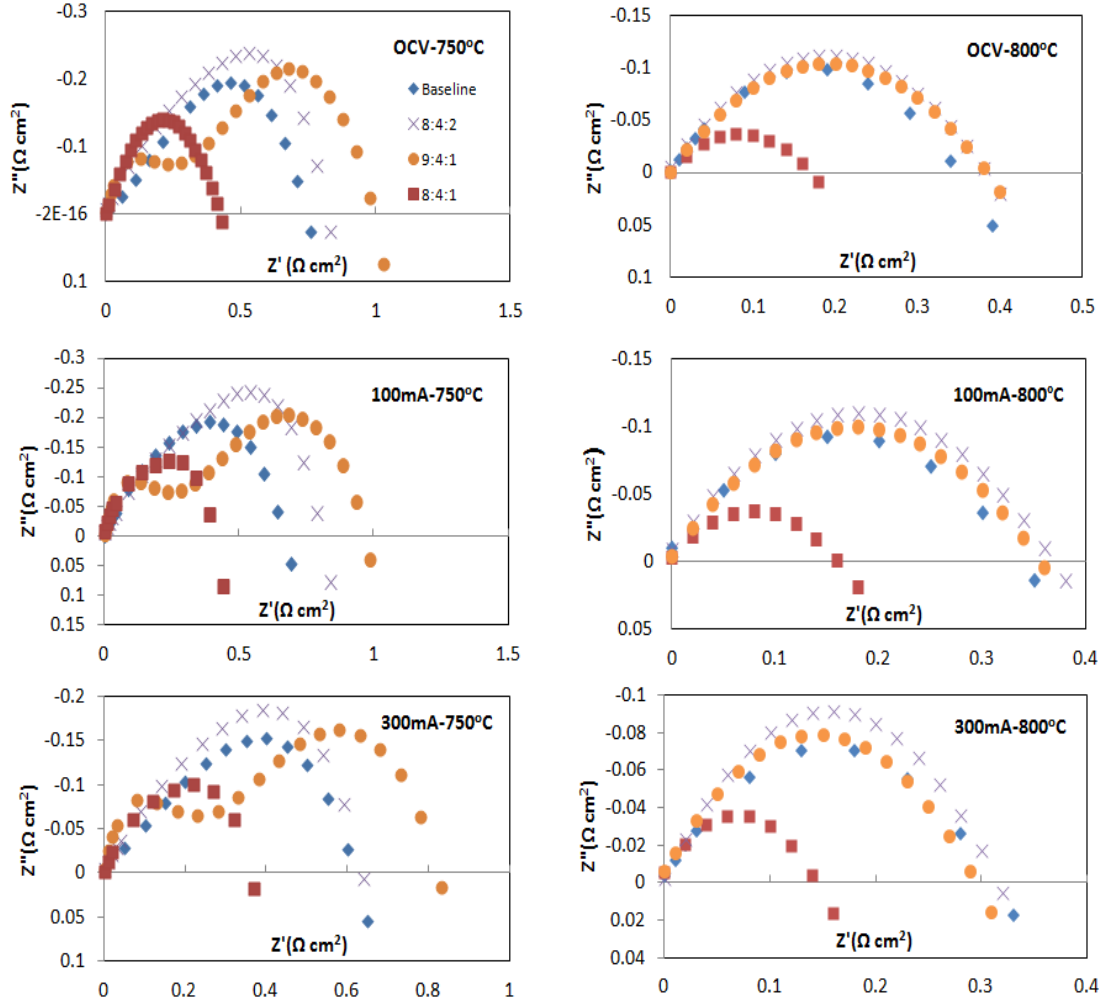 -0.3
-0.2
-0.1
-2E-16
0.1
Z"(Ω cm²)
OCV-750°C
Baseline
8:4:2
9:4:1
8:4:1
Z' (Ω cm²)
0 0.5 1 1.5
-0.15
-0.1
-0.05
0
0.05
0.1
Z"(Ω cm²)
OCV-800°C
Z'(Ω cm²)
0 0.1 0.2 0.3 0.4 0.5
-0.3
-0.25
-0.2
-0.15
-0.1
-0.05
0
0.05
0.1
0.15
Z"(Ω cm²)
100mA-750°C
Z'(Ω cm²)
0 0.5 1 1.5
-0.15
-0.1
-0.05
0
0.05
Z"(Ω cm²)
100mA-800°C
Z'(Ω cm²)
0 0.1 0.2 0.3 0.4
-0.2
-0.15
-0.1
-0.05
0
0.05
0.1
Z"(Ω cm²)
300mA-750°C
Z'(Ω cm²)
0 0.2 0.4 0.6 0.8 1
-0.1
-0.08
-0.06
-0.04
-0.02
0
0.02
0.04
Z"(Ω cm²)
300mA-800°C
Z'(Ω cm²)
0 0.1 0.2 0.3 0.4